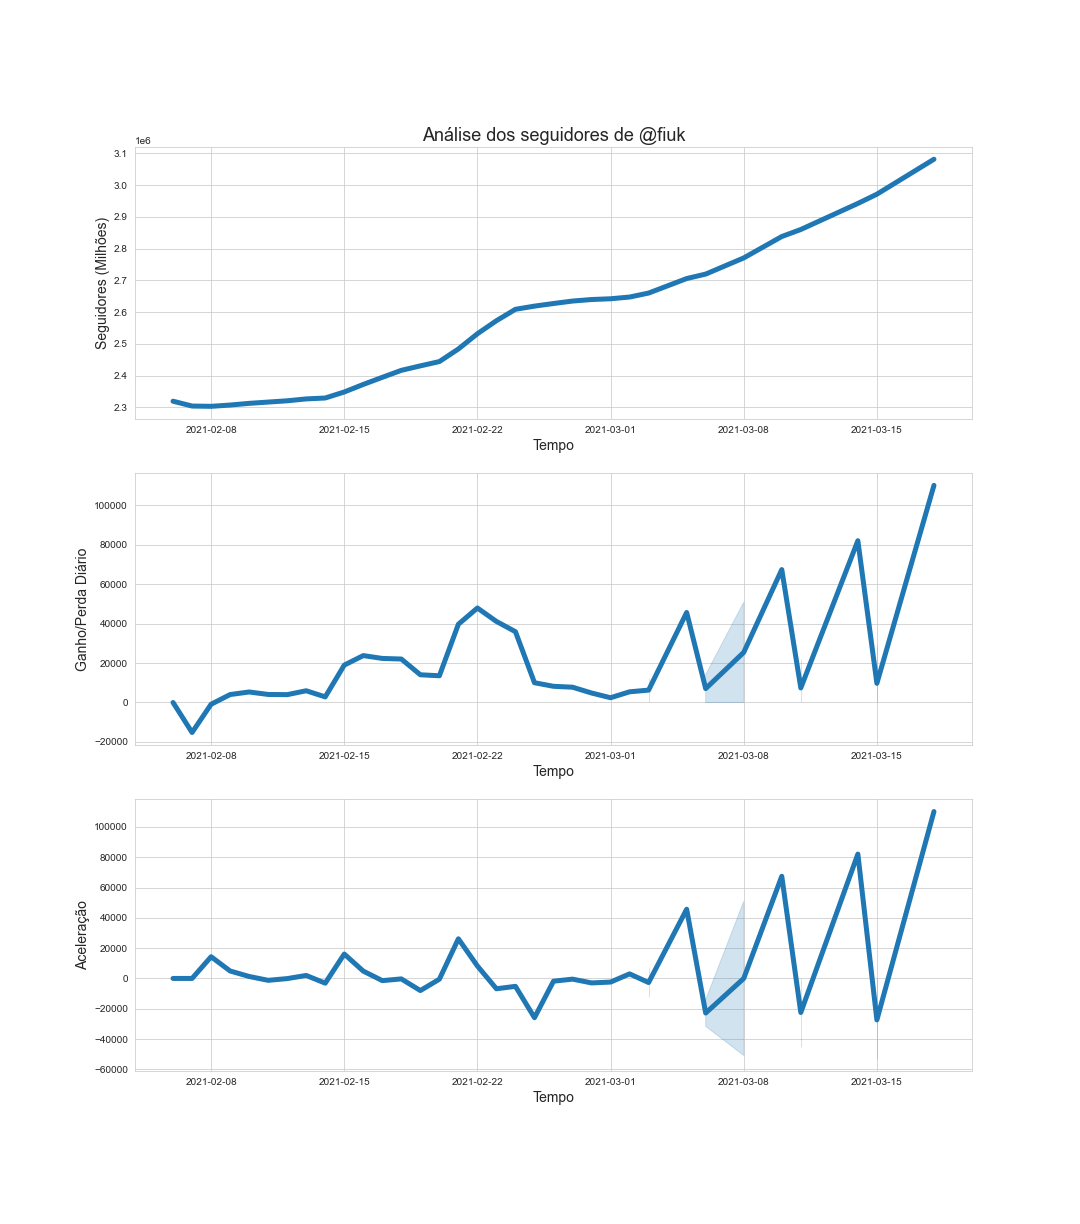 Análise dos seguidores de @fiuk
1e6
3.1
3.0
2.9
2.8
2.7
2.6
2.5
2.4
2.3
Seguidores (Milhões)
2021-02-08 2021-02-15 2021-02-22 2021-03-01 2021-03-08 2021-03-15
Tempo
100000
80000
60000
40000
20000
0
−20000
Ganho/Perda Diário
2021-02-08 2021-02-15 2021-02-22 2021-03-01 2021-03-08 2021-03-15
Tempo
100000
80000
60000
40000
20000
0
−20000
−40000
−60000
Aceleração
2021-02-08 2021-02-15 2021-02-22 2021-03-01 2021-03-08 2021-03-15
Tempo